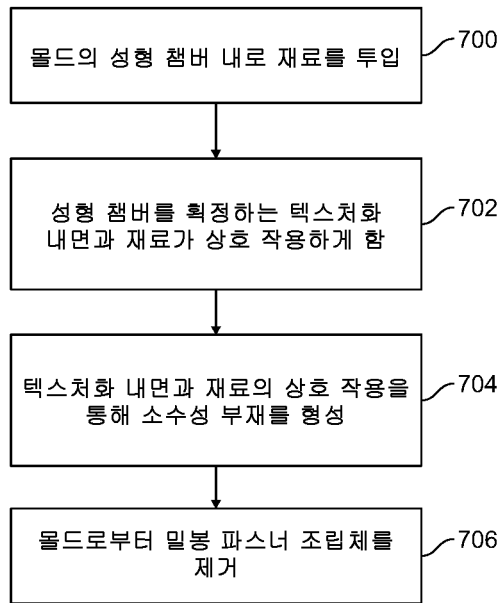 몰드의 성형 챔버 내로 재료를 투입
700
성형 챔버를 획정하는 텍스처화
내면과 재료가 상호 작용하게 함
702
텍스처화 내면과 재료의 상호 작용을
통해 소수성 부재를 형성
704
몰드로부터 밀봉 파스너 조립체를
제거
706